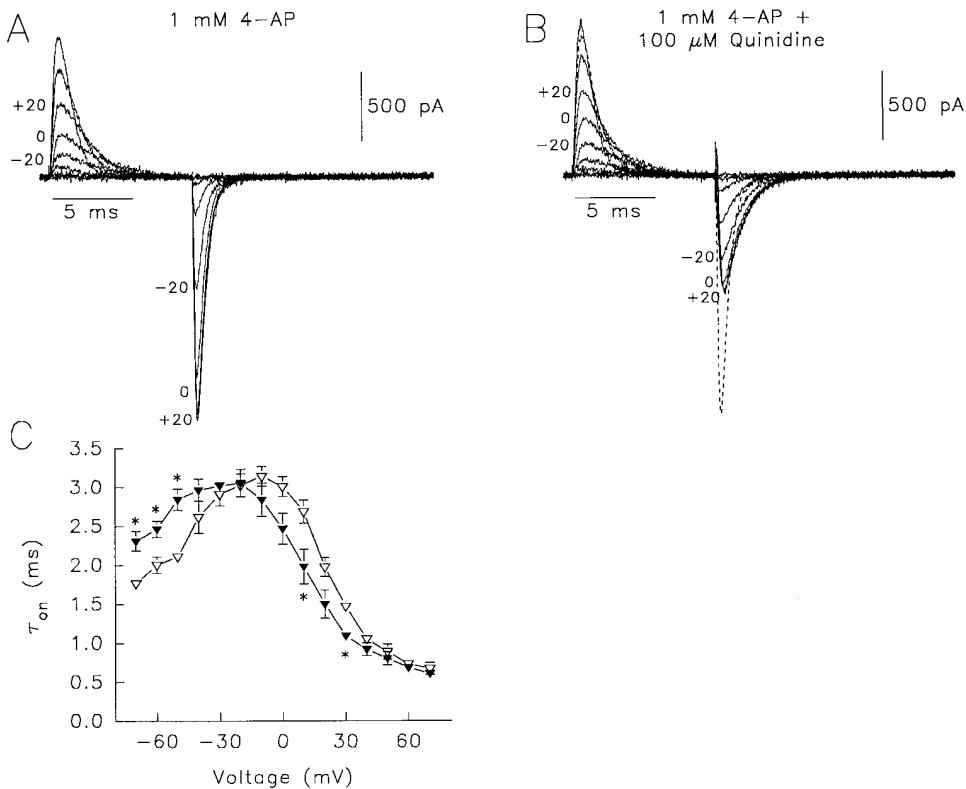 A
1 mM 4-AP
+20
0
-20
500 pA
5 ms
-20
0
+20
B
1 mM 4-AP +
100 μM Quinidine
+20
0
-20
500 pA
5 ms
-20
0
+20
C
3.5
3.0
2.5
2.0
1.5
1.0
0.5
0.0
τon (ms)
* * *
*
*
-60 -30 0 30 60
Voltage (mV)